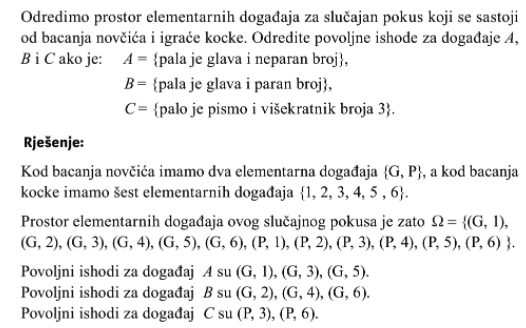 Odredimo prostor elementarnih događaja za slučajan pokus koji se sastoji
od bacanja novčića i igraće kocke. Odredite povoljne ishode za događaje A,
B i C ako je: A = {pala je glava i neparan broj},
B = {pala je glava i paran broj},
C = {palo je pismo i višekratnik broja 3}.
Rješenje:
Kod bacanja novčića imamo dva elementarna događaja {G, P}, a kod bacanja
kocke imamo šest elementarnih događaja {1, 2, 3, 4, 5 , 6}.
Prostor elementarnih događaja ovog slučajnog pokusa je zato Ω = {(G, 1),
(G, 2), (G, 3), (G, 4), (G, 5), (G, 6), (P, 1), (P, 2), (P, 3), (P, 4), (P, 5), (P, 6) }.
Povoljni ishodi za događaj A su (G, 1), (G, 3), (G, 5).
Povoljni ishodi za događaj B su (G, 2), (G, 4), (G, 6).
Povoljni ishodi za događaj C su (P, 3), (P, 6).